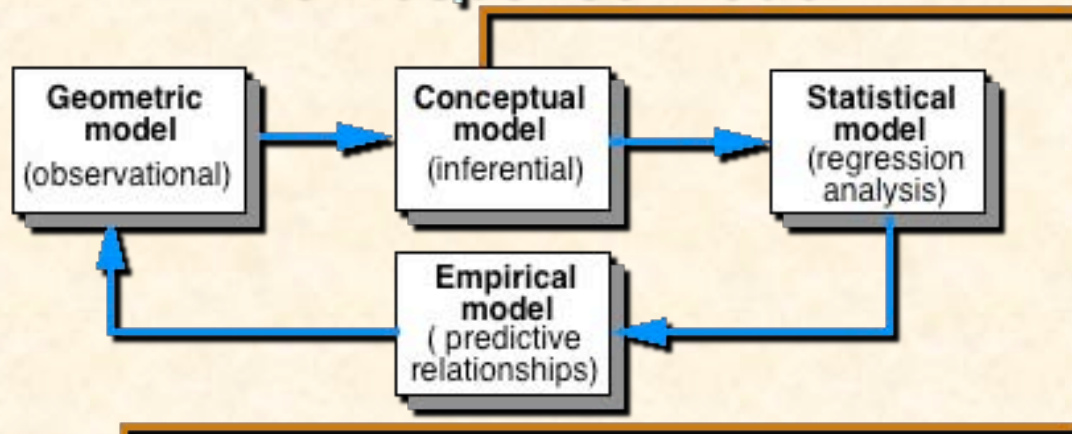 Geometric
model
(observational)
Conceptual
model
(inferential)
Statistical
model
(regression
analysis)
Empirical
model
( predictive
relationships)